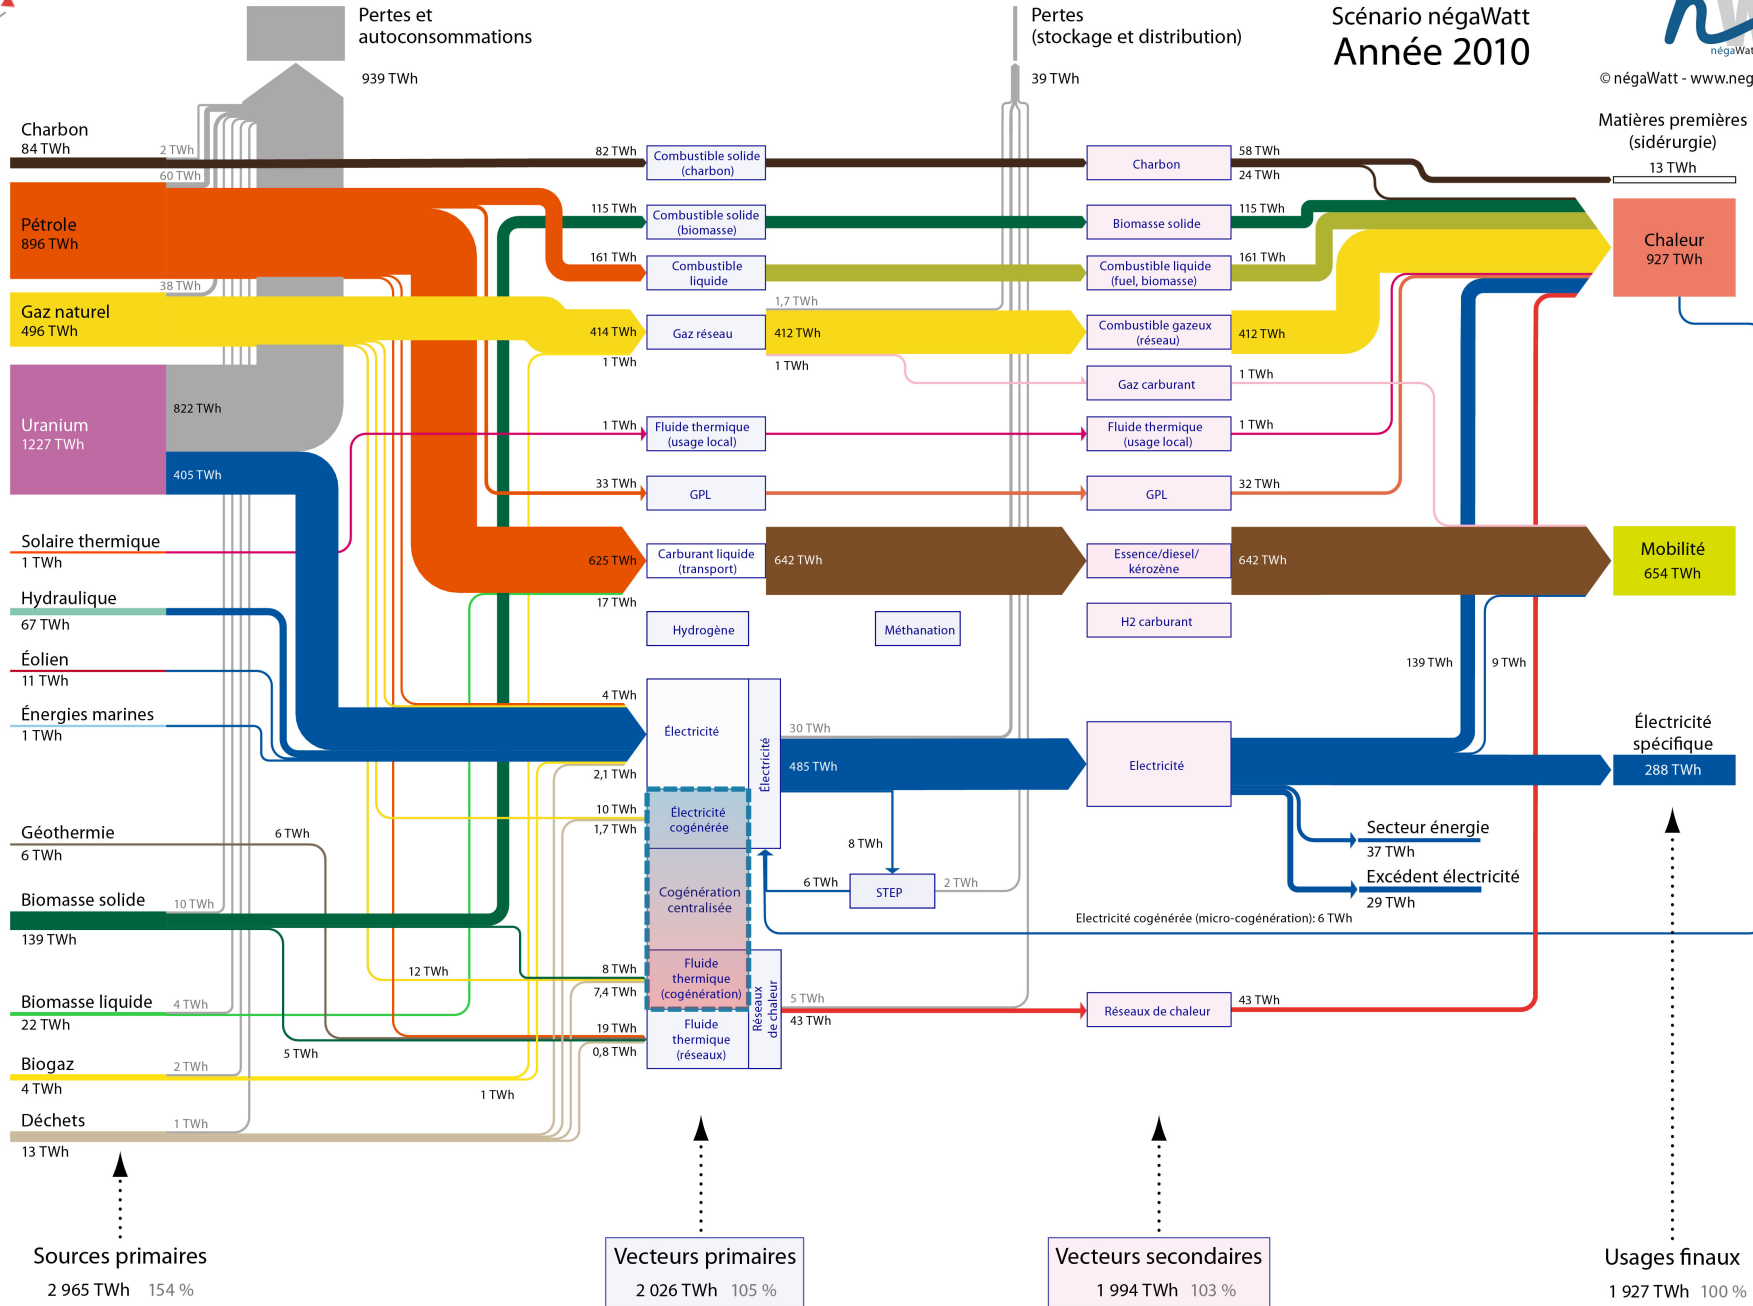 Pertes et
autoconsommations
939 TWh
Pertes
(stockage et distribution)
39 TWh
Scénario négaWatt
Année 2010
négaWat
© négaWatt - www.neg
Matières premières
(sidérurgie)
13 TWh
Charbon
84 TWh
2 TWh
60 TWh
Pétrole
896 TWh
38 TWh
Gaz naturel
496 TWh
Uranium
1227 TWh
822 TWh
405 TWh
Solaire thermique
1 TWh
Hydraulique
67 TWh
Éolien
11 TWh
Énergies marines
1 TWh
Géothermie
6 TWh
6 TWh
Biomasse solide
139 TWh
10 TWh
5 TWh
12 TWh
Biomasse liquide
22 TWh
4 TWh
Biogaz
4 TWh
2 TWh
1 TWh
Déchets
13 TWh
1 TWh
82 TWh
Combustible solide
(charbon)
115 TWh
Combustible solide
(biomasse)
161 TWh
Combustible
liquide
414 TWh
1 TWh
Gaz réseau
1,7 TWh
412 TWh
1 TWh
1 TWh
Fluide thermique
(usage local)
33 TWh
GPL
625 TWh
17 TWh
Carburant liquide
(transport)
642 TWh
Hydrogène
Méthanation
4 TWh
2,1 TWh
Électricité
Électricité
30 TWh
485 TWh
10 TWh
1,7 TWh
Électricité
cogénérée
Cogénération
centralisée
8 TWh
6 TWh
STEP
2 TWh
Electricité cogénérée (micro-cogénération): 6 TWh
8 TWh
7,4 TWh
Fluide
thermique
(cogénération)
19 TWh
0,8 TWh
Fluide
thermique
(réseaux)
Réseaux
de chaleur
5 TWh
43 TWh
Charbon
58 TWh
24 TWh
Biomasse solide
115 TWh
Combustible liquide
(fuel, biomasse)
161 TWh
Combustible gazeux
(réseau)
412 TWh
Gaz carburant
1 TWh
Fluide thermique
(usage local)
1 TWh
GPL
32 TWh
Essence/diesel/
kérozène
642 TWh
H2 carburant
Electricité
139 TWh
9 TWh
Secteur énergie
37 TWh
Excédent électricité
29 TWh
Réseaux de chaleur
43 TWh
Chaleur
927 TWh
Mobilité
654 TWh
Électricité
spécifique
288 TWh
Sources primaires
2 965 TWh 154 %
Vecteurs primaires
2 026 TWh 105 %
Vecteurs secondaires
1 994 TWh 103 %
Usages finaux
1 927 TWh 100 %